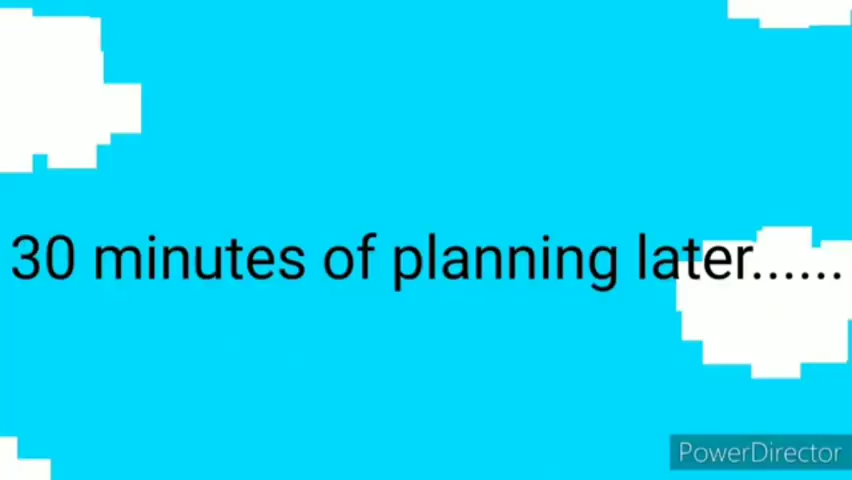 30 minutes of planning later......
PowerDirector